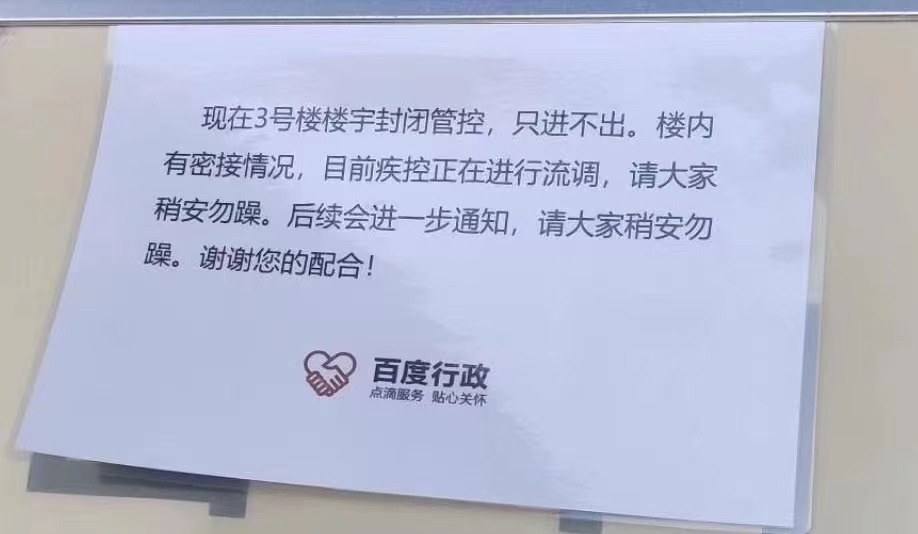 现在3号楼楼宇封闭管控，只进不出。楼内
有密接情况，目前疾控正在进行流调，请大家
稍安勿躁。后续会进一步通知，请大家稍安勿
躁。谢谢您的配合！
百度行政
点滴服务 贴心关怀